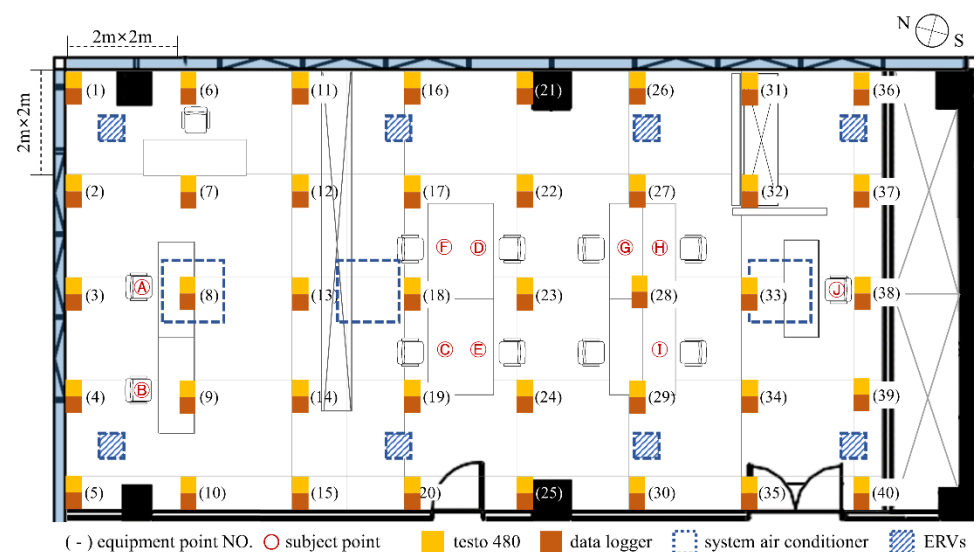 N
S
2m×2m
2m×2m
(1) (6) (11) (16) (21) (26) (31) (36)
(2) (7) (12) (17) (22) (27) (32) (37)
F D G H
A (3) (8) (13) (18) (23) (28) (33) J (38)
C E I
B
(4) (9) (14) (19) (24) (29) (34) (39)
(5) (10) (15) (20) (25) (30) (35) (40)
( - ) equipment point NO. subject point testo 480 data logger system air conditioner ERVs